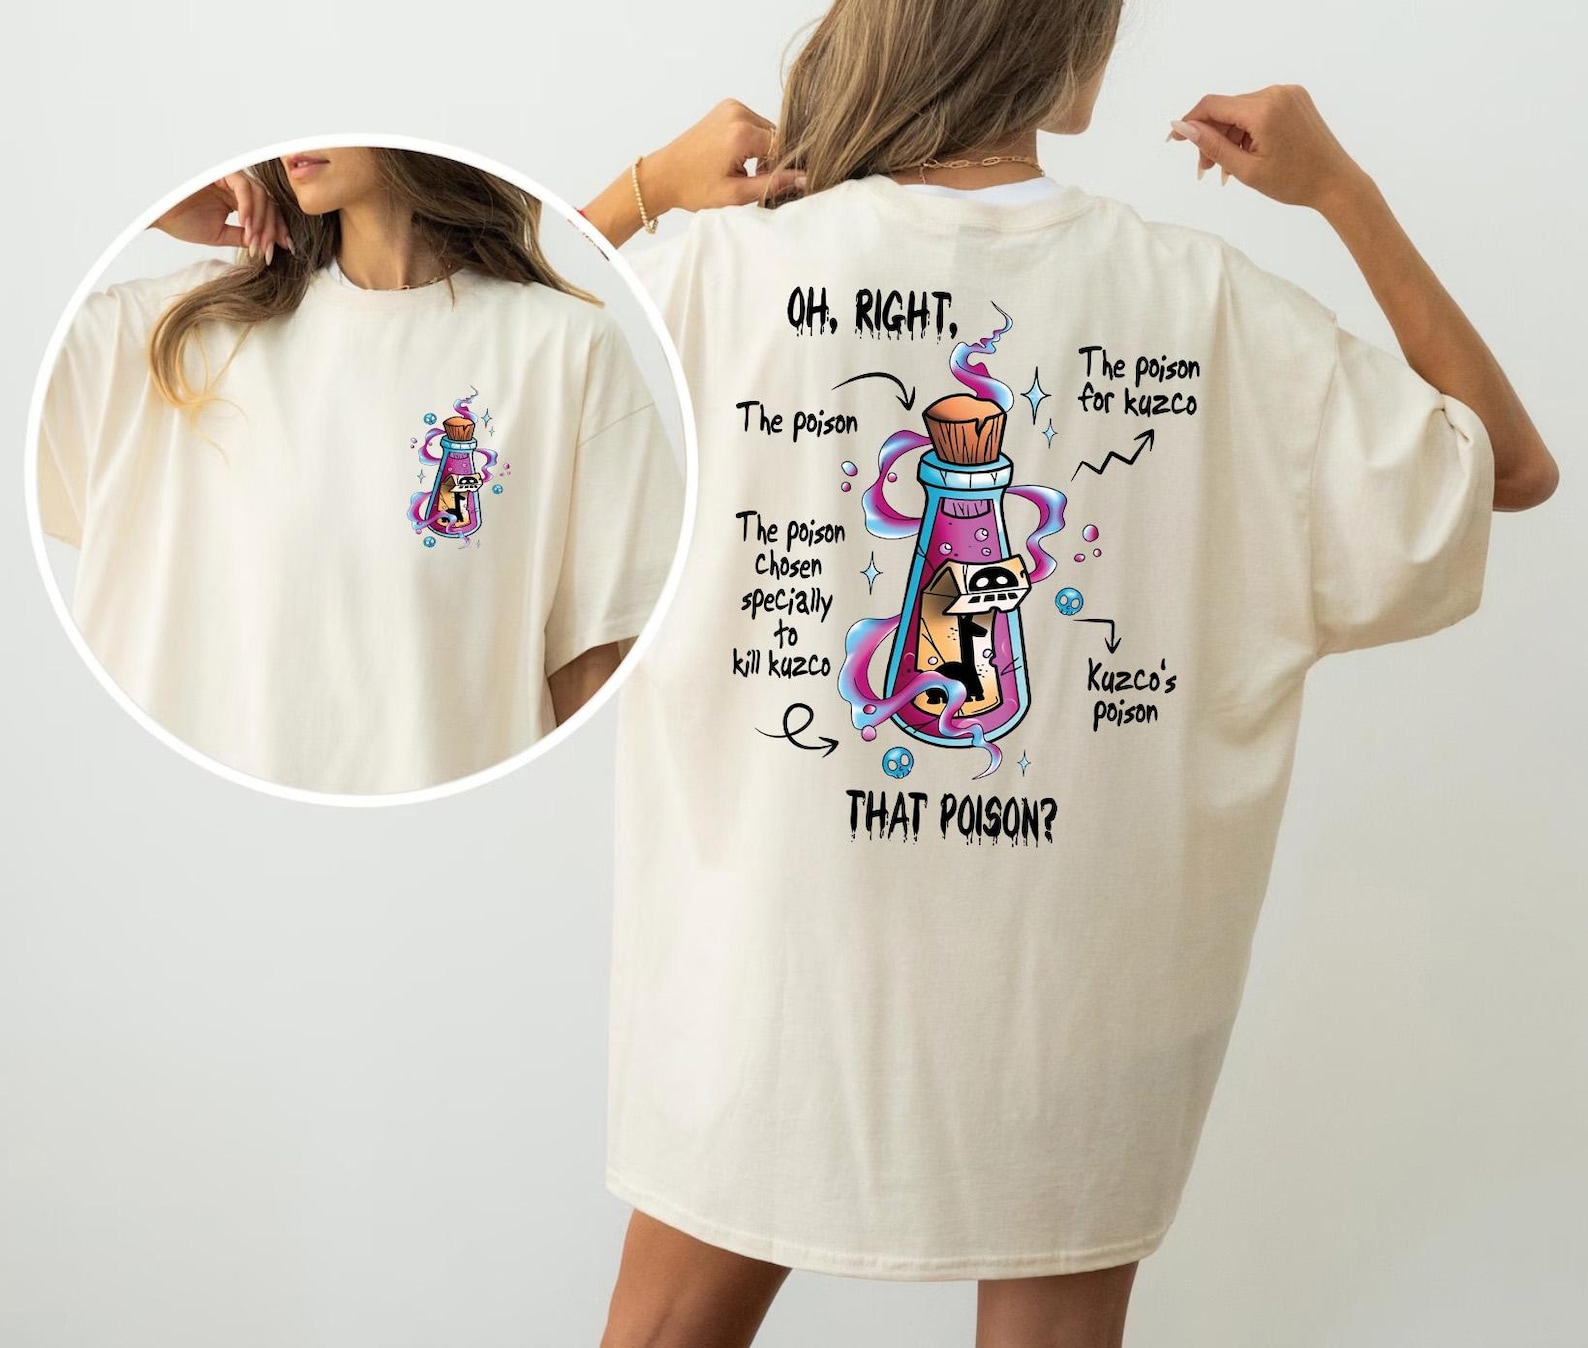 OH, RIGHT,
The poison
The poison
for kuzco
The poison
chosen
specially
to
kill kuzco
Kuzco's
poison
THAT POISON?